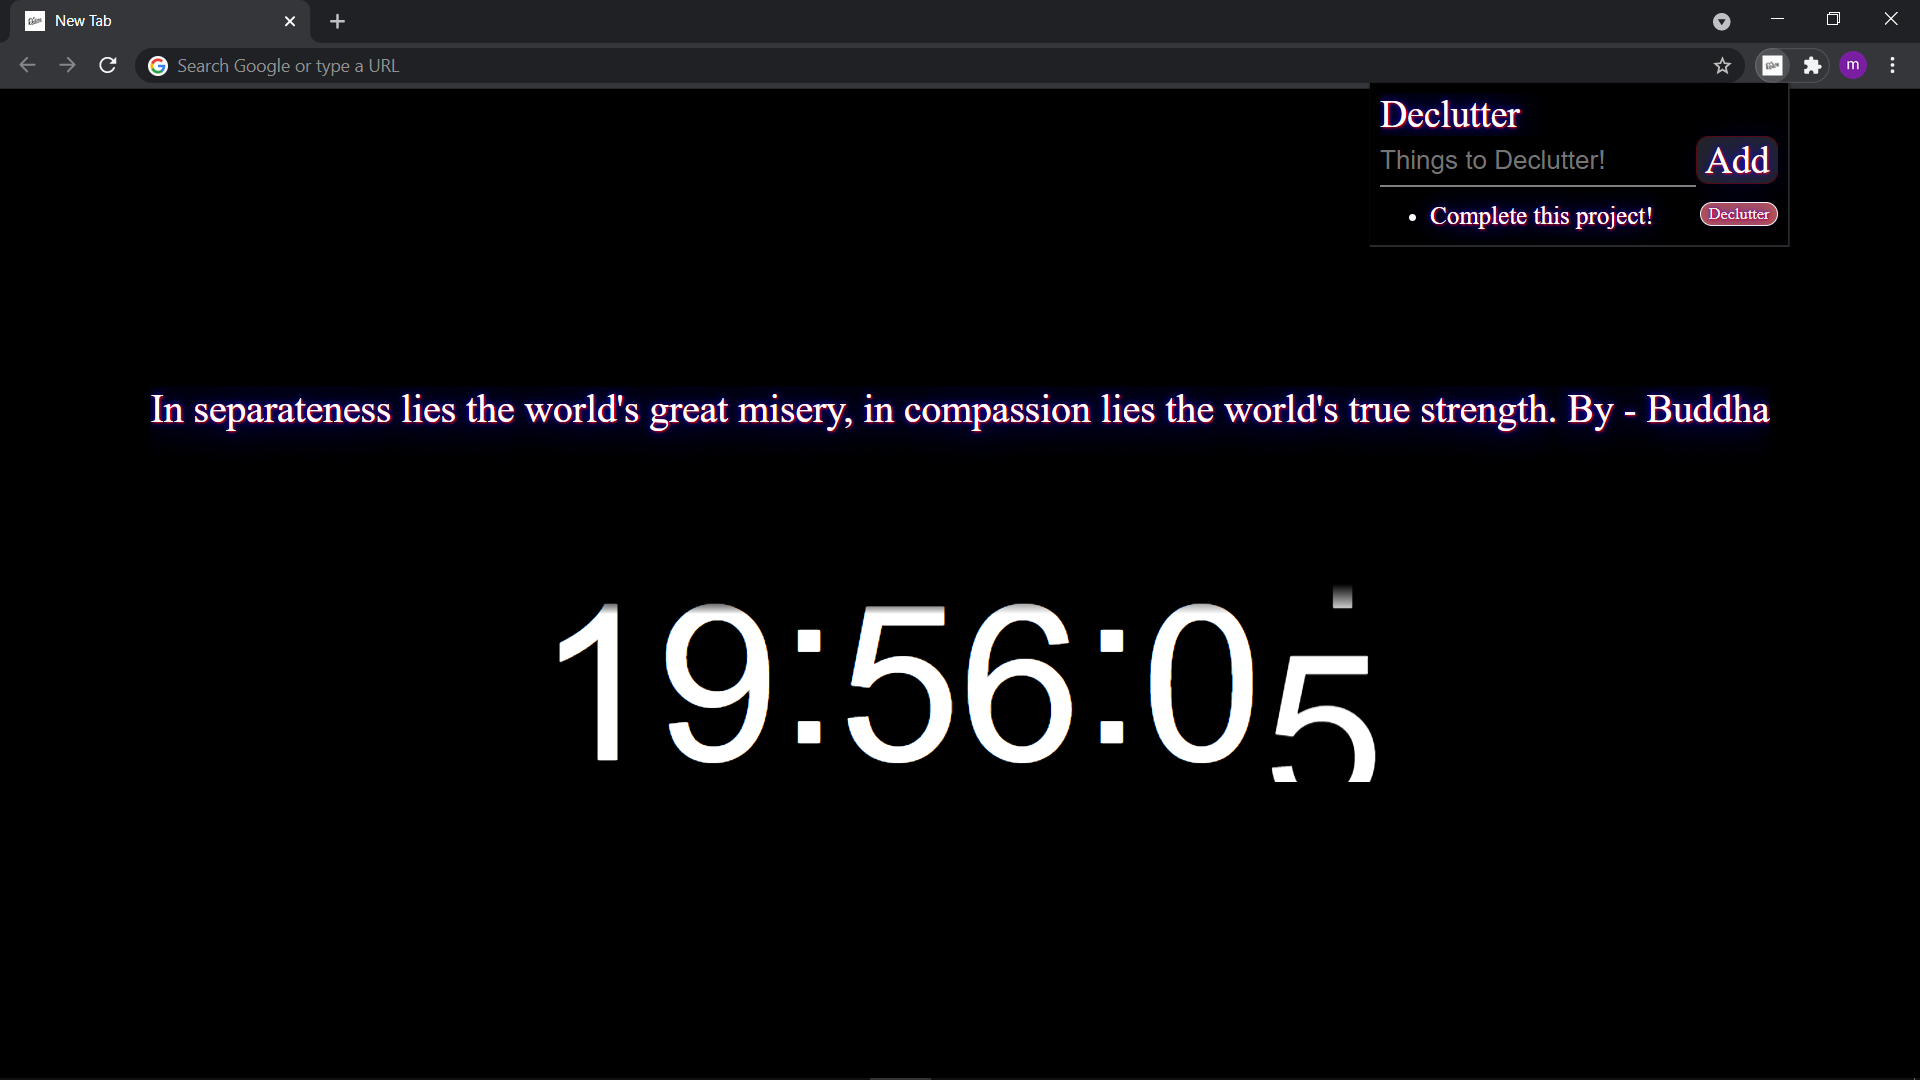 New Tab
Search Google or type a URL
m
Declutter
Things to Declutter!
Add
Complete this project!
Declutter
In separateness lies the world's great misery, in compassion lies the world's true strength. By - Buddha
19:56:05